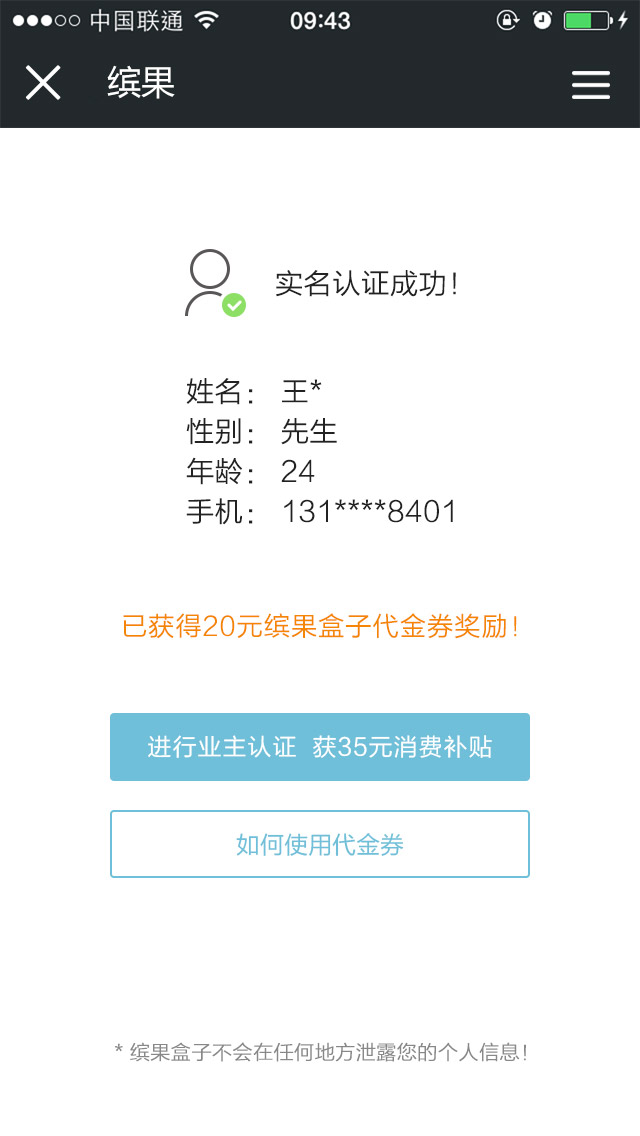 中国联通 09:43
缤果
实名认证成功！
姓名： 王*
性别： 先生
年龄： 24
手机： 131****8401
已获得20元缤果盒子代金券奖励！
进行业主认证 获35元消费补贴
如何使用代金券
* 缤果盒子不会在任何地方泄露您的个人信息！